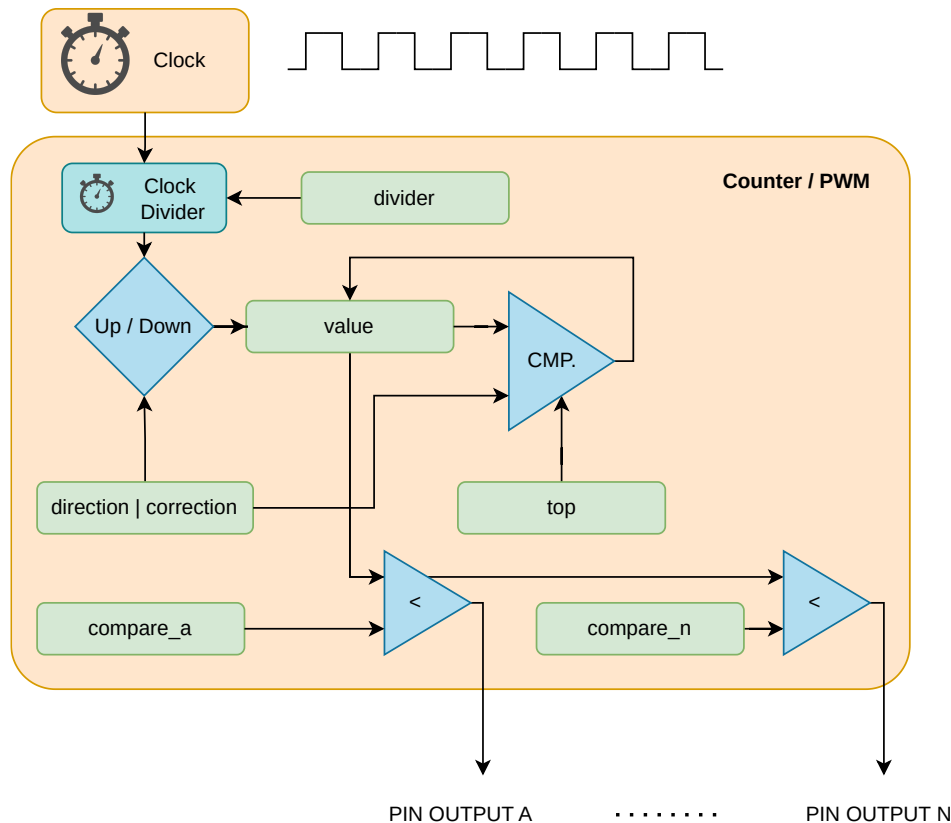 Clock
Counter / PWM
Clock
Divider
divider
Up / Down
value
CMP.
direction | correction
top
<
<
compare_a
compare_n
PIN OUTPUT A
. . . . . . . .
PIN OUTPUT N